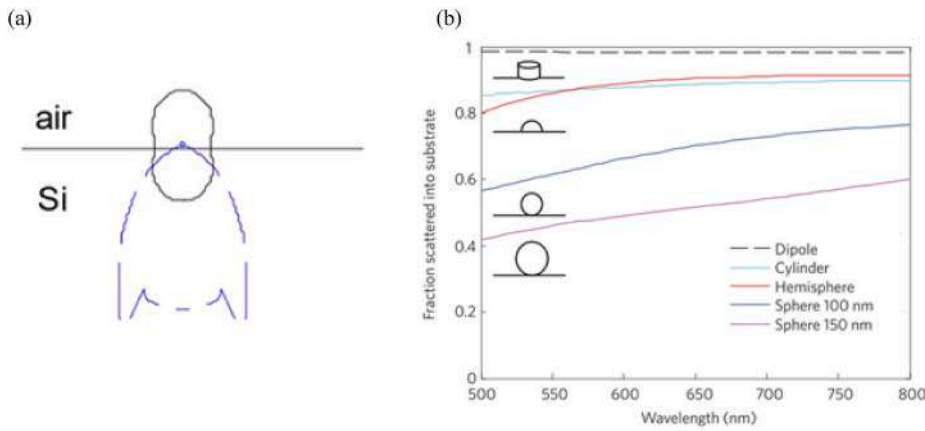 (a)
air
Si
(b)
Fraction scattered into substrate
1
0.8
0.6
0.4
0.2
0
500
550
600
650
700
750
800
Wavelength (nm)
Dipole
Cylinder
Hemisphere
Sphere 100 nm
Sphere 150 nm